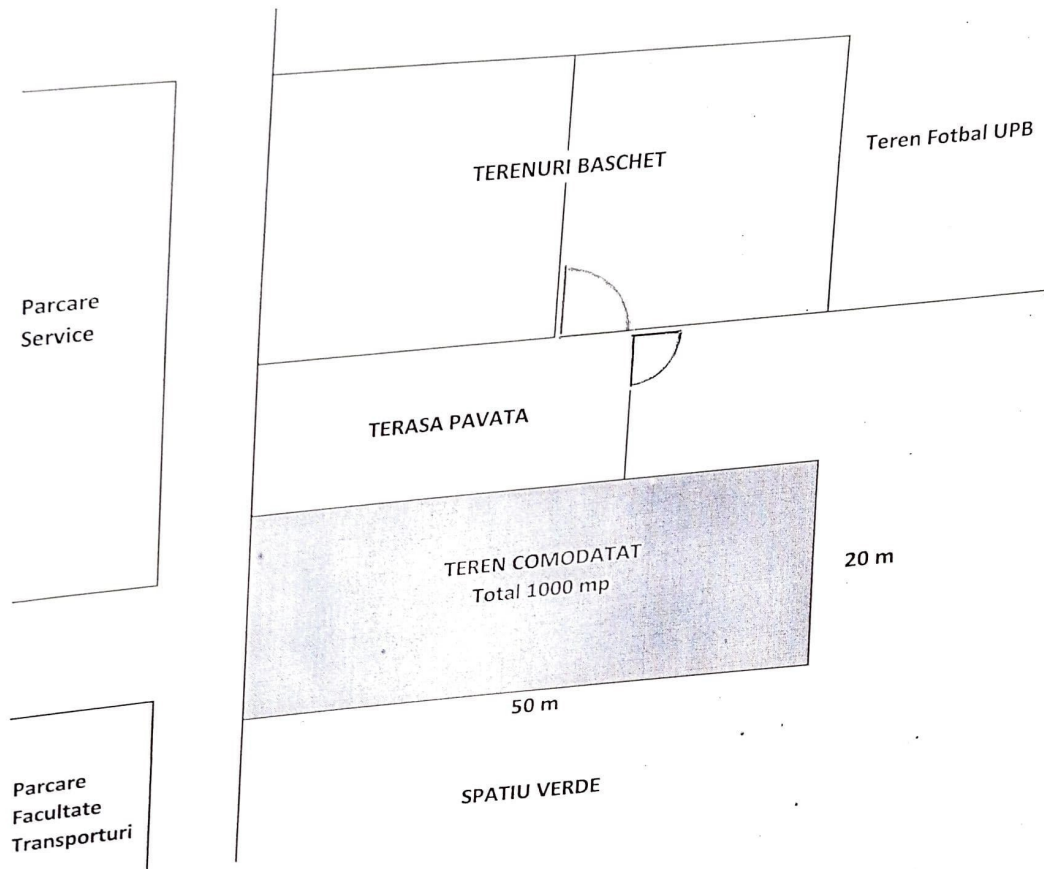 Teren Fotbal UPB
TERENURI BASCHET
Parcare
Service
TERASA PAVATA
TEREN COMODATAT
Total 1000 mp
20 m
50 m
SPATIU VERDE
Parcare
Facultate
Transporturi